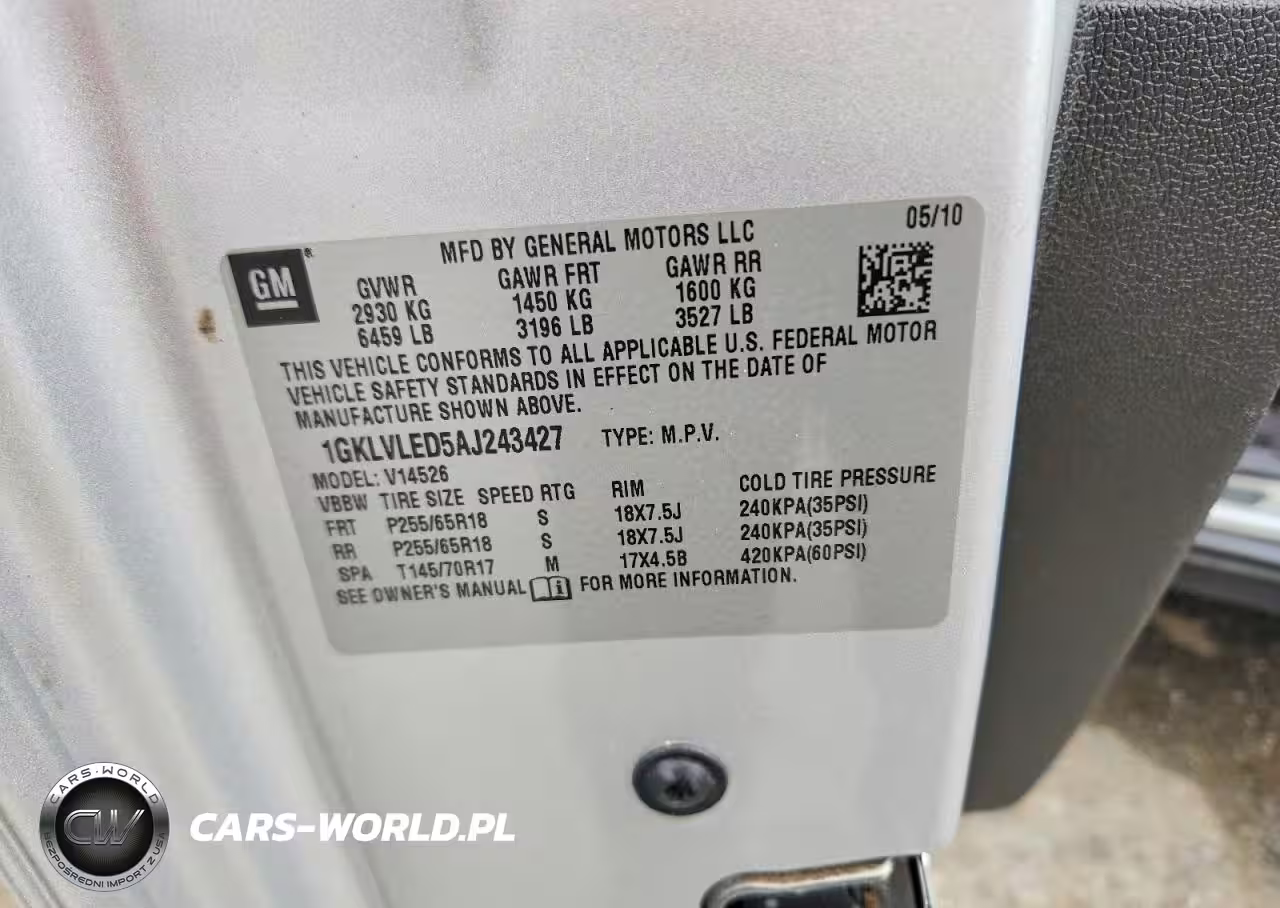 05/10
MFD BY GENERAL MOTORS LLC
GM®
GVWR GAWR FRT GAWR RR
2930 KG 1450 KG 1600 KG
6459 LB 3196 LB 3527 LB
THIS VEHICLE CONFORMS TO ALL APPLICABLE U.S. FEDERAL MOTOR
VEHICLE SAFETY STANDARDS IN EFFECT ON THE DATE OF
MANUFACTURE SHOWN ABOVE.
1GKLVLED5AJ243427 TYPE: M.P.V.
MODEL: V14526
VBBW TIRE SIZE SPEED RTG RIM COLD TIRE PRESSURE
FRT P255/65R18 S 18X7.5J 240KPA(35PSI)
RR P255/65R18 S 18X7.5J 240KPA(35PSI)
SPA T145/70R17 M 17X4.5B 420KPA(60PSI)
SEE OWNER'S MANUAL FOR MORE INFORMATION.
CARS-WORLD
CW
BEZPOŚREDNI IMPORT Z USA
CARS-WORLD.PL